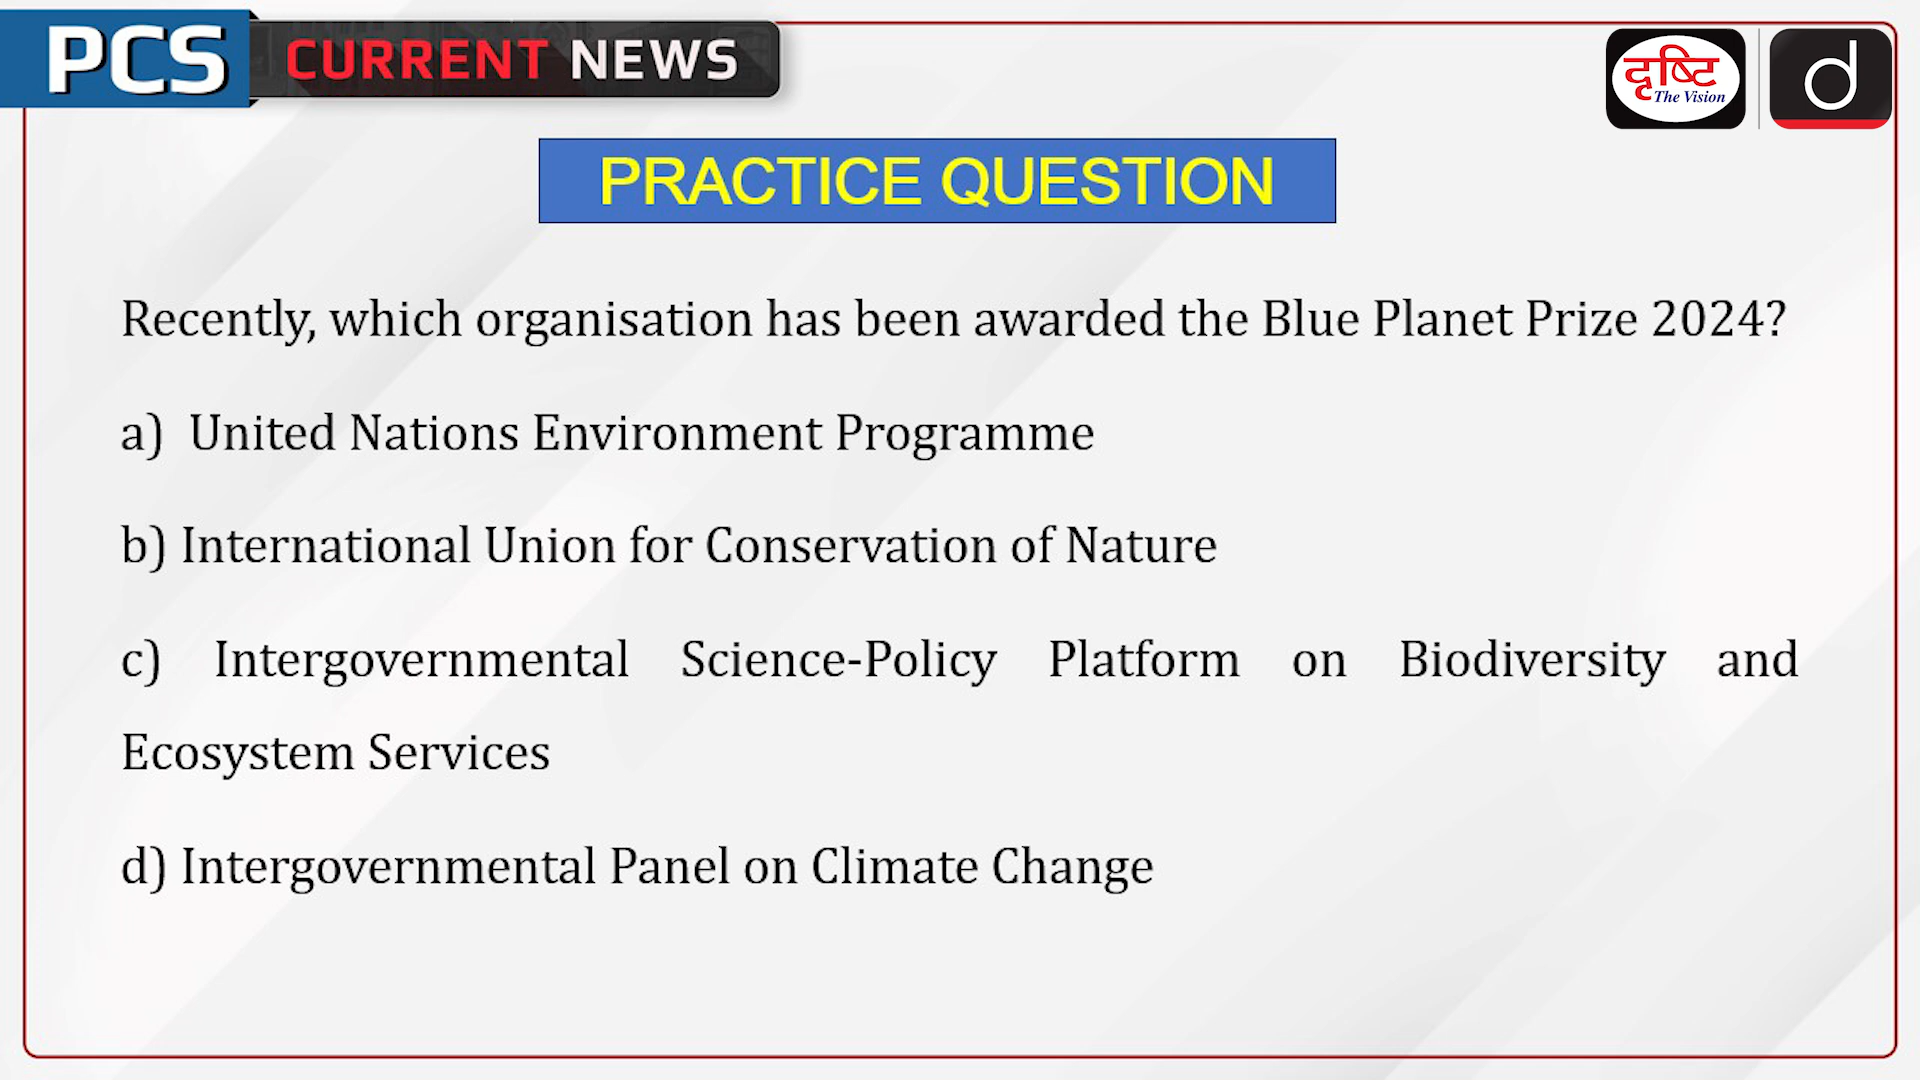 PCS CURRENT NEWS
दृष्टि
The Vision
d
PRACTICE QUESTION
Recently, which organisation has been awarded the Blue Planet Prize 2024?
a) United Nations Environment Programme
b) International Union for Conservation of Nature
c) Intergovernmental Science-Policy Platform on Biodiversity and
Ecosystem Services
d) Intergovernmental Panel on Climate Change